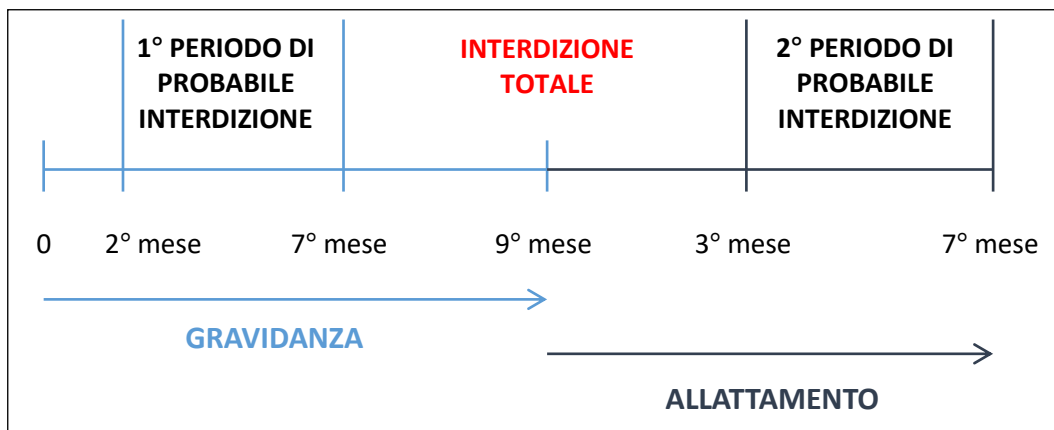 1° PERIODO DI
PROBABILE
INTERDIZIONE
INTERDIZIONE
TOTALE
2° PERIODO DI
PROBABILE
INTERDIZIONE
0 2° mese 7° mese 9° mese 3° mese 7° mese
GRAVIDANZA
ALLATTAMENTO